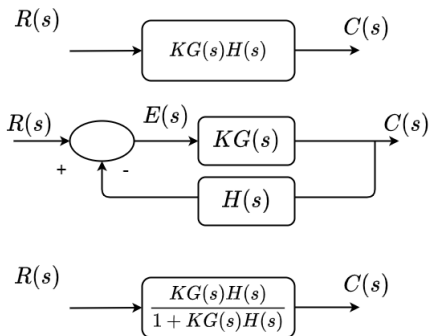 R(s) KG(s)H(s) C(s)
R(s) + - E(s) KG(s) C(s)
H(s)
R(s) KG(s)H(s) C(s)
1 + KG(s)H(s)